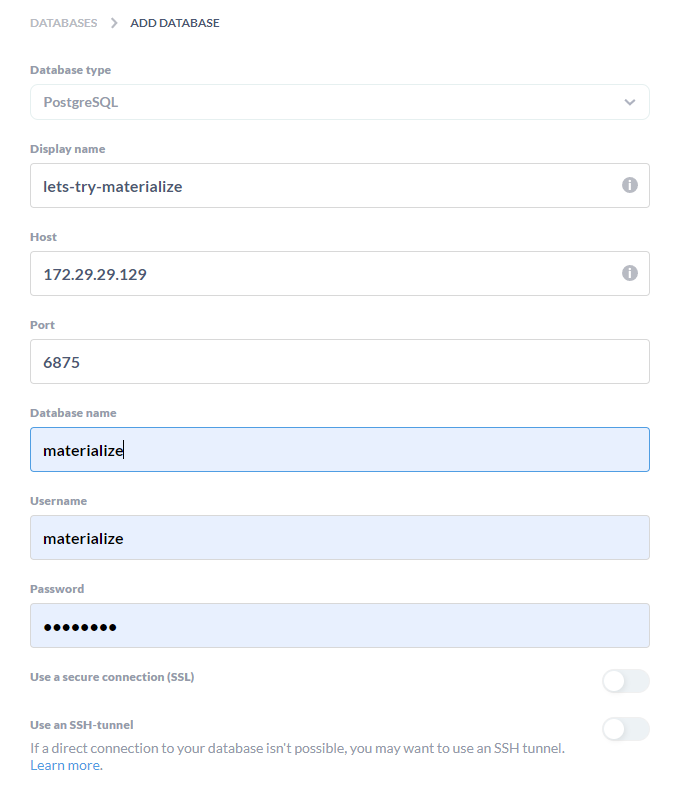 DATABASES > ADD DATABASE
Database type
PostgreSQL
Display name
lets-try-materialize
Host
172.29.29.129
Port
6875
Database name
materialize
Username
materialize
Password
••••••••
Use a secure connection (SSL)
Use an SSH-tunnel
If a direct connection to your database isn't possible, you may want to use an SSH tunnel.
Learn more.